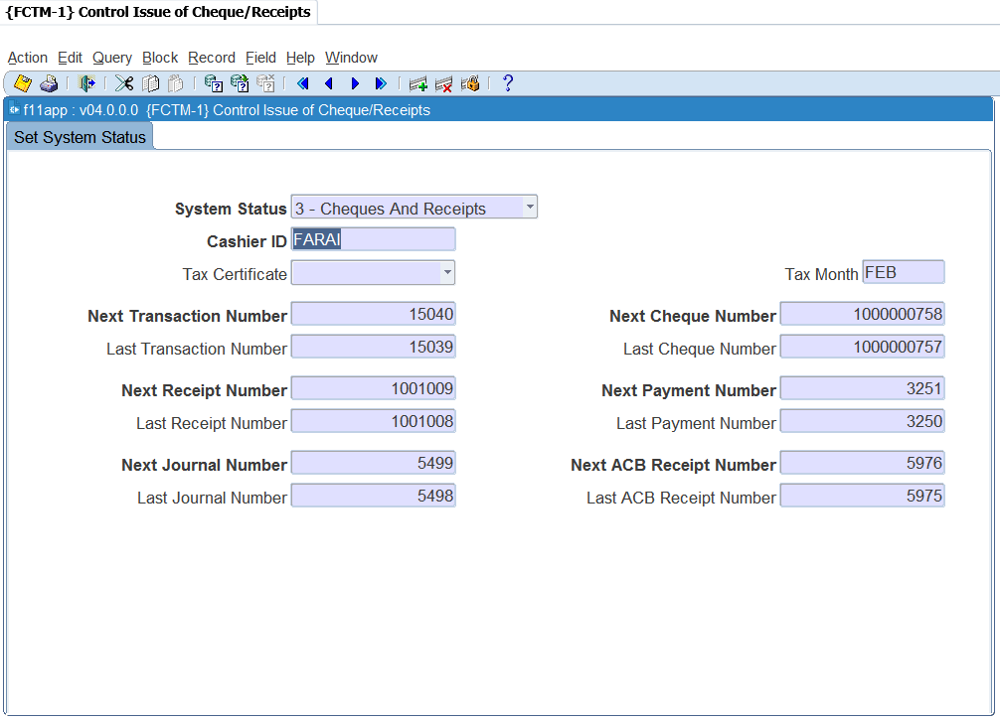 {FCTM-1} Control Issue of Cheque/Receipts
Action Edit Query Block Record Field Help Window
f11app : v04.0.0.0 {FCTM-1} Control Issue of Cheque/Receipts
Set System Status
System Status 3 - Cheques And Receipts
Cashier ID FARAI
Tax Certificate Tax Month FEB
Next Transaction Number 15040 Next Cheque Number 1000000758
Last Transaction Number 15039 Last Cheque Number 1000000757
Next Receipt Number 1001009 Next Payment Number 3251
Last Receipt Number 1001008 Last Payment Number 3250
Next Journal Number 5499 Next ACB Receipt Number 5976
Last Journal Number 5498 Last ACB Receipt Number 5975